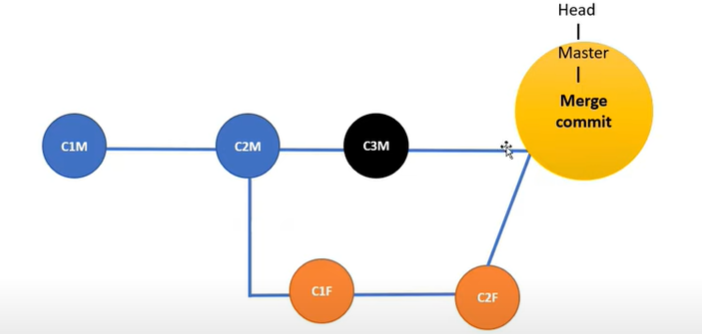 Head
Master
Merge
commit
C1M
C2M
C3M
C1F
C2F